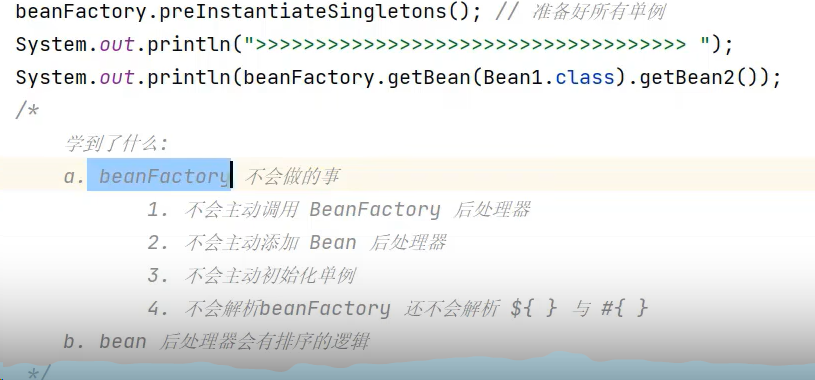 beanFactory.preInstantiateSingletons(); // 准备好所有单例
System.out.println(">>>>>>>>>>>>>>>>>>>>>>>>>>>>>>>>>>>> ");
System.out.println(beanFactory.getBean(Bean1.class).getBean2());
/*
学到了什么:
a. beanFactory 不会做的事
1. 不会主动调用 BeanFactory 后处理器
2. 不会主动添加 Bean 后处理器
3. 不会主动初始化单例
4. 不会解析beanFactory 还不会解析 ${ } 与 #{ }
b. bean 后处理器会有排序的逻辑
*/